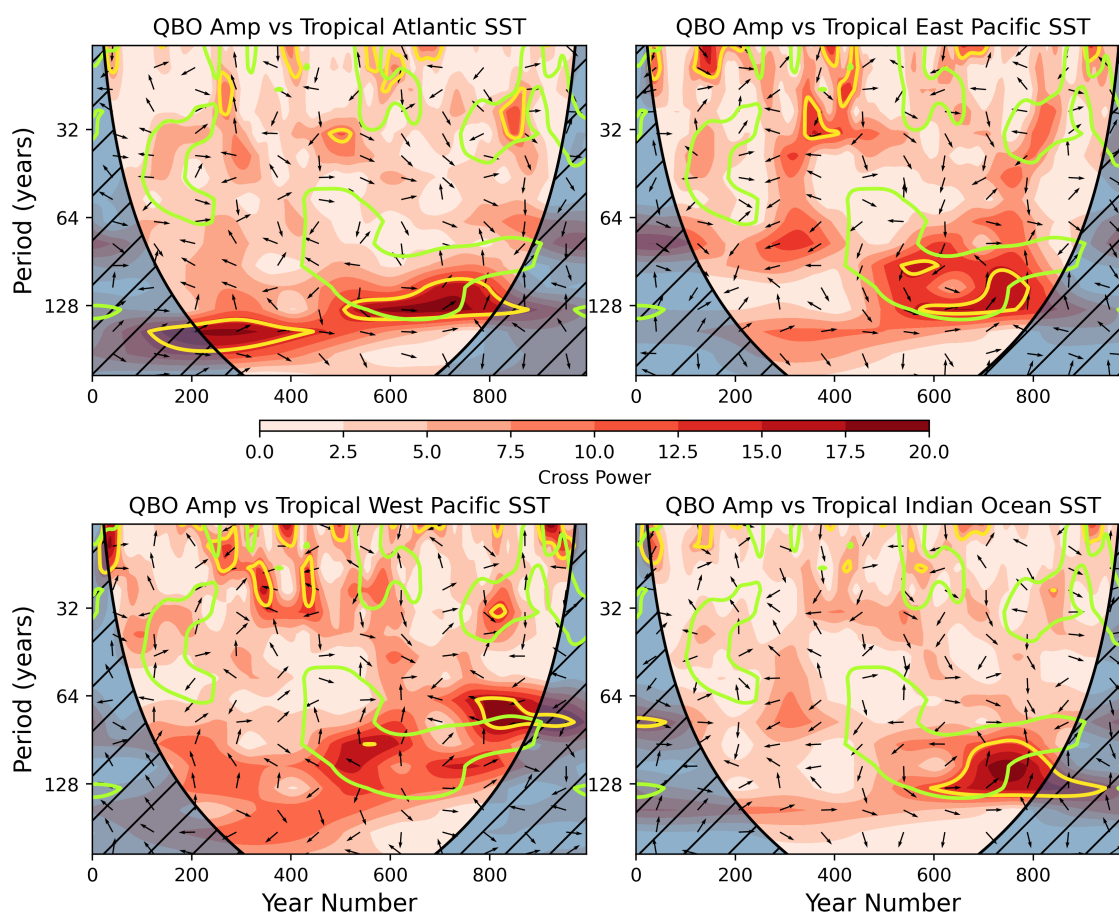 QBO Amp vs Tropical Atlantic SST
QBO Amp vs Tropical East Pacific SST
Period (years)
32
64
128
32
64
128
0 200 400 600 800
0 200 400 600 800
0.0 2.5 5.0 7.5 10.0 12.5 15.0 17.5 20.0
Cross Power
QBO Amp vs Tropical West Pacific SST
QBO Amp vs Tropical Indian Ocean SST
Period (years)
32
64
128
32
64
128
0 200 400 600 800
0 200 400 600 800
Year Number
Year Number